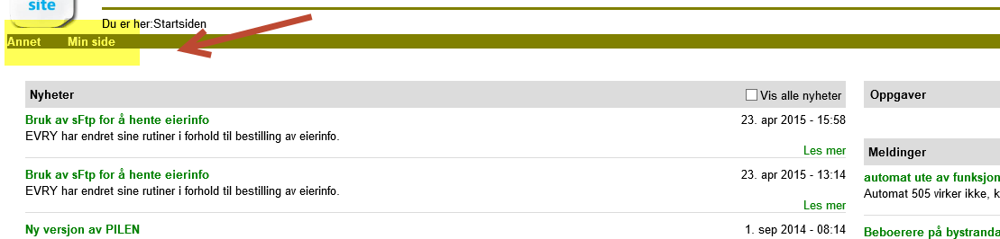 site
Du er her:Startsiden
Annet Min side
Nyheter Vis alle nyheter
Bruk av sFtp for å hente eierinfo 23. apr 2015 - 15:58
EVRY har endret sine rutiner i forhold til bestilling av eierinfo.
Les mer
Bruk av sFtp for å hente eierinfo 23. apr 2015 - 13:14
EVRY har endret sine rutiner i forhold til bestilling av eierinfo.
Les mer
Ny versjon av PILEN 1. sep 2014 - 08:14
Oppgaver
Meldinger
automat ute av funksjon
Automat 505 virker ikke, k
Beboerere på bystranda